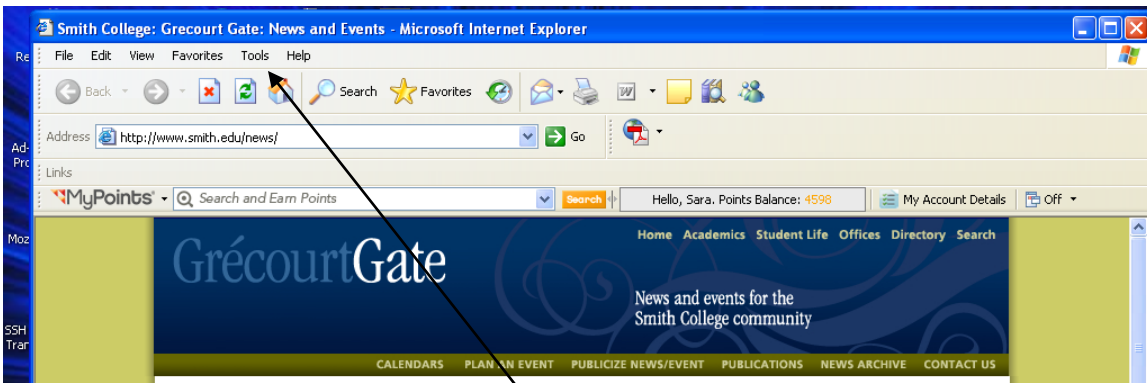 Smith College: Grecourt Gate: News and Events - Microsoft Internet Explorer
Re
File Edit View Favorites Tools Help
Back Search Favorites
Ad-
Pro
Address http://www.smith.edu/news/ Go
Links
MyPoints Search and Earn Points Search Hello, Sara. Points Balance: 4598 My Account Details Off
Moz
Home Academics Student Life Offices Directory Search
GrécourtGate
News and events for the
Smith College community
SSH
Tran
CALENDARS PLAN AN EVENT PUBLICIZE NEWS/EVENT PUBLICATIONS NEWS ARCHIVE CONTACT US